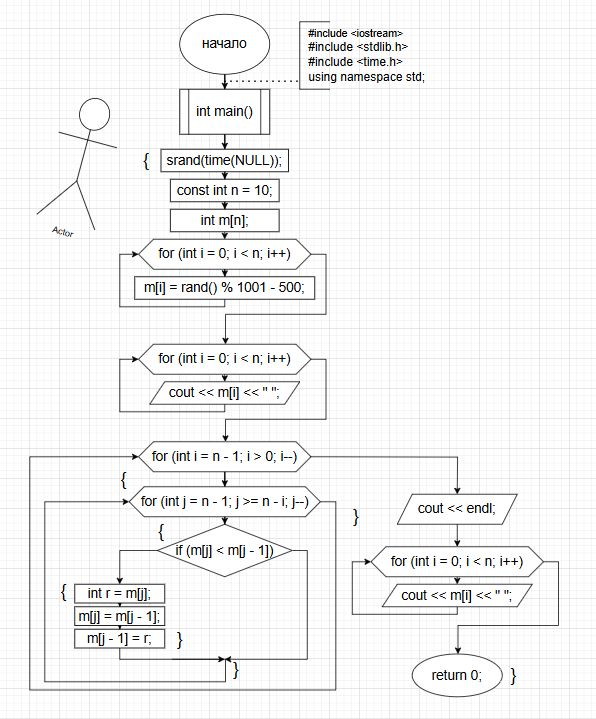 начало
#include <iostream>
#include <stdlib.h>
#include <time.h>
using namespace std;
int main()
{
srand(time(NULL));
const int n = 10;
int m[n];
Actor
for (int i = 0; i < n; i++)
m[i] = rand() % 1001 - 500;
for (int i = 0; i < n; i++)
cout << m[i] << " ";
for (int i = n - 1; i > 0; i--)
{
for (int j = n - 1; j >= n - i; j--)
{
if (m[j] < m[j - 1])
{
int r = m[j];
m[j] = m[j - 1];
m[j - 1] = r;
}
}
}
cout << endl;
for (int i = 0; i < n; i++)
cout << m[i] << " ";
return 0;
}